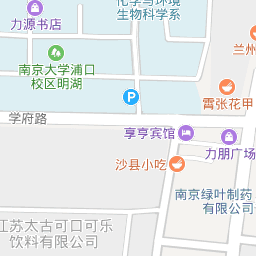 力源书店
化学与环境
生物科学系
兰州
南京大学浦口
校区明湖
霄张花甲
P
学府路
享亨宾馆
力朋广场
沙县小吃
南京绿叶制药
有限公司
江苏太古可口可乐
饮料有限公司